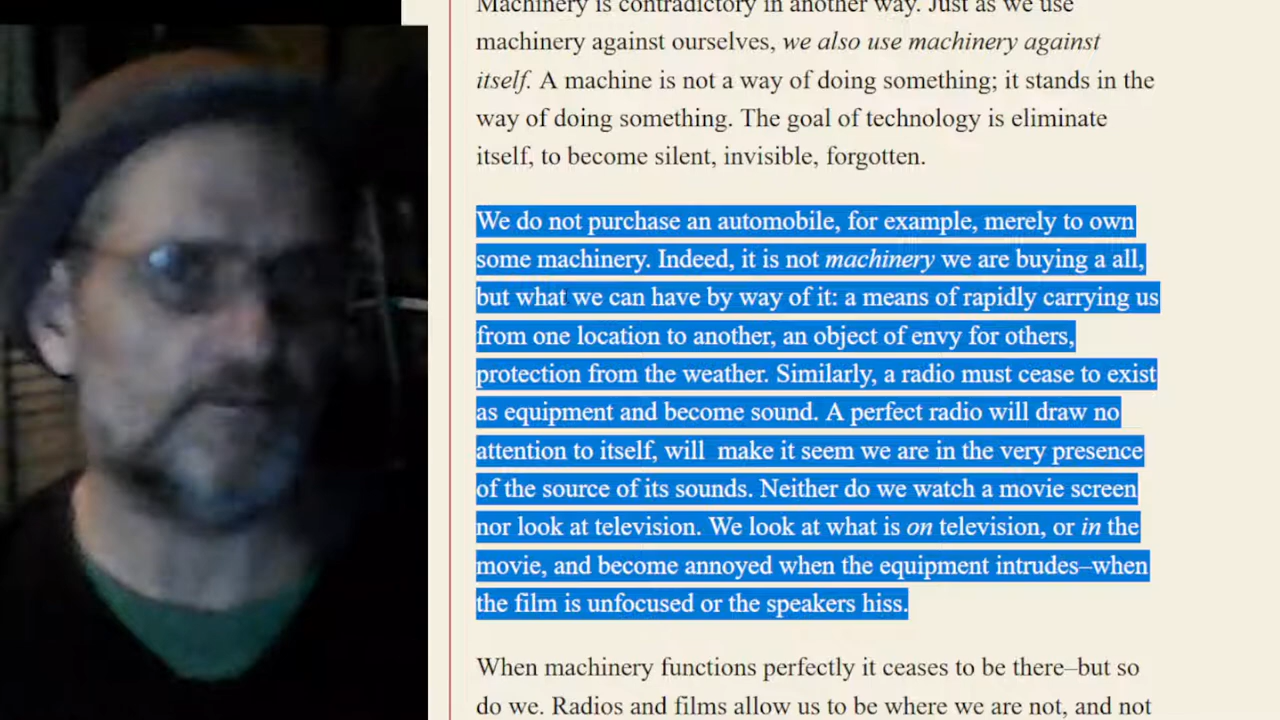 Machinery is contradictory in another way. Just as we use
machinery against ourselves, we also use machinery against
itself. A machine is not a way of doing something; it stands in the
way of doing something. The goal of technology is eliminate
itself, to become silent, invisible, forgotten.
We do not purchase an automobile, for example, merely to own
some machinery. Indeed, it is not machinery we are buying a all,
but what we can have by way of it: a means of rapidly carrying us
from one location to another, an object of envy for others,
protection from the weather. Similarly, a radio must cease to exist
as equipment and become sound. A perfect radio will draw no
attention to itself, will  make it seem we are in the very presence
of the source of its sounds. Neither do we watch a movie screen
nor look at television. We look at what is on television, or in the
movie, and become annoyed when the equipment intrudes–when
the film is unfocused or the speakers hiss.
When machinery functions perfectly it ceases to be there–but so
do we. Radios and films allow us to be where we are not, and not